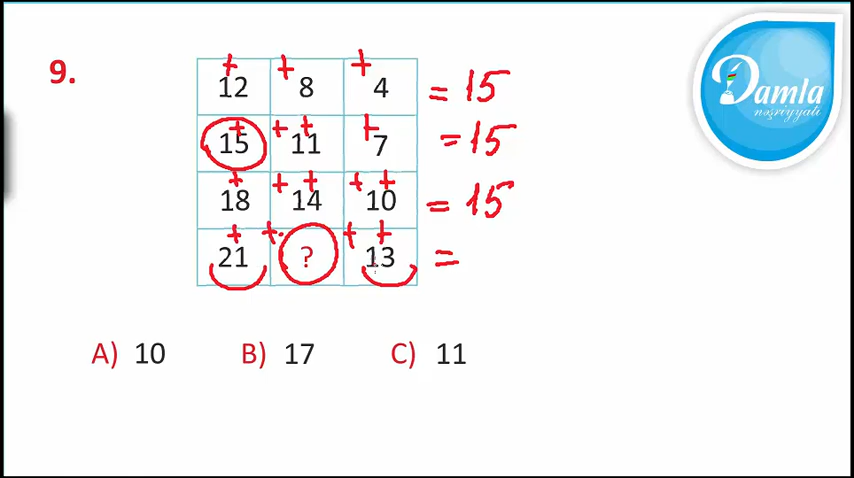 9.
12 8 4 = 15
15 11 7 = 15
18 14 10 = 15
21 ? 13 =
A) 10 B) 17 C) 11
Damla
nəşriyyatı